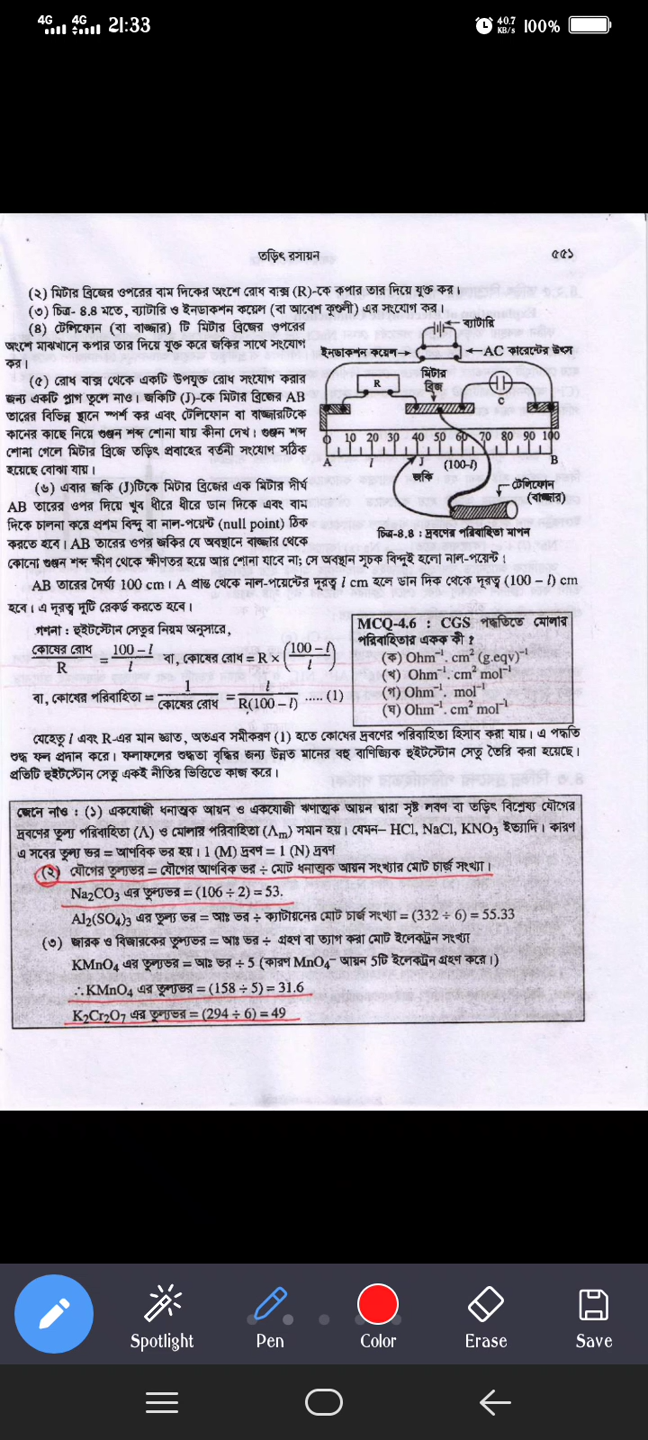 4G 4G 21:33 40.7 KB/s 100%
তড়িৎ রসায়ন ৫৫১
(২) মিটার ব্রিজের ওপরের বাম দিকের অংশে রোধ বাক্স (R)-কে কপার তার দিয়ে যুক্ত কর।
(৩) চিত্র- 4.4 মতে, ব্যাটারি ও ইনডাকশন কয়েল (বা আবেশ কুণ্ডলী) এর সংযোগ কর।
(৪) টেলিফোন (বা বাজ্জার) টি মিটার ব্রিজের ওপরের
অংশে মাঝখানে কপার তার দিয়ে যুক্ত করে জকির সাথে সংযোগ
কর।
(৫) রোধ বাক্স থেকে একটি উপযুক্ত রোধ সংযোগ করার
জন্য একটি প্লাগ তুলে নাও। জকিটি (J)-কে মিটার ব্রিজের AB
তারের বিভিন্ন স্থানে স্পর্শ কর এবং টেলিফোন বা বাজ্জারটিকে
কানের কাছে নিয়ে গুঞ্জন শব্দ শোনা যায় কীনা দেখ। গুঞ্জন শব্দ
শোনা গেলে মিটার ব্রিজে তড়িৎ প্রবাহের বর্তনী সংযোগ সঠিক
হয়েছে বোঝা যায়।
(৬) এবার জকি (J)টিকে মিটার ব্রিজের এক মিটার দীর্ঘ
AB তারের ওপর দিয়ে খুব ধীরে ধীরে ডান দিকে এবং বাম
দিকে চালনা করে প্রশম বিন্দু বা নাল-পয়েন্ট (null point) ঠিক
করতে হবে। AB তারের ওপর জকির যে অবস্থানে বাজ্জার থেকে
ব্যাটারি
ইনডাকশন কয়েল AC কারেন্টের উৎস
মিটার
ব্রিজ
R C
O 10 20 30 40 50 60 70 80 90 100
A l J (100-l) B
জকি
টেলিফোন
(বাজ্জার)
চিত্র-4.4 : দ্রবণের পরিবাহিতা মাপন
কোনো গুঞ্জন শব্দ ক্ষীণ থেকে ক্ষীণতর হয়ে আর শোনা যাবে না; সে অবস্থান সূচক বিন্দুই হলো নাল-পয়েন্ট।
AB তারের দৈর্ঘ্য 100 cm। A প্রান্ত থেকে নাল-পয়েন্টের দূরত্ব l cm হলে ডান দিক থেকে দূরত্ব (100 – l) cm
হবে। এ দূরত্ব দুটি রেকর্ড করতে হবে।
গণনা : হুইটস্টোন সেতুর নিয়ম অনুসারে,
কোষের রোধ / R = 100 – l / l বা, কোষের রোধ = R × (100 – l / l)
বা, কোষের পরিবাহিতা = 1 / কোষের রোধ = l / R(100 – l) ..... (1)
MCQ-4.6 : CGS পদ্ধতিতে মোলার
পরিবাহিতার একক কী ?
(ক) Ohm⁻¹. cm² (g.eqv)⁻¹
(খ) Ohm⁻¹. cm² mol⁻¹
(গ) Ohm⁻¹. mol⁻¹
(ঘ) Ohm⁻¹. cm² mol⁻¹
যেহেতু l এবং R-এর মান জ্ঞাত, অতএব সমীকরণ (1) হতে কোষের দ্রবণের পরিবাহিতা হিসাব করা যায়। এ পদ্ধতি
শুদ্ধ ফল প্রদান করে। ফলাফলের শুদ্ধতা বৃদ্ধির জন্য উন্নত মানের বহু বাণিজ্যিক হুইটস্টোন সেতু তৈরি করা হয়েছে।
প্রতিটি হুইটস্টোন সেতু একই নীতির ভিত্তিতে কাজ করে।
জেনে নাও : (১) একযোজী ধনাত্মক আয়ন ও একযোজী ঋণাত্মক আয়ন দ্বারা সৃষ্ট লবণ বা তড়িৎ বিশ্লেষ্য যৌগের
দ্রবণের তুল্য পরিবাহিতা (Λ) ও মোলার পরিবাহিতা (Λm) সমান হয়। যেমন– HCl, NaCl, KNO₃ ইত্যাদি। কারণ
এ সবের তুল্য ভর = আণবিক ভর হয়। 1 (M) দ্রবণ = 1 (N) দ্রবণ
(২) যৌগের তুল্যভর = যৌগের আণবিক ভর ÷ মোট ধনাত্মক আয়ন সংখ্যার মোট চার্জ সংখ্যা।
Na₂CO₃ এর তুল্যভর = (106 ÷ 2) = 53.
Al₂(SO₄)₃ এর তুল্য ভর = আঃ ভর ÷ ক্যাটায়নের মোট চার্জ সংখ্যা = (332 ÷ 6) = 55.33
(৩) জারক ও বিজারকের তুল্যভর = আঃ ভর ÷ গ্রহণ বা ত্যাগ করা মোট ইলেকট্রন সংখ্যা
KMnO₄ এর তুল্যভর = আঃ ভর ÷ 5 (কারণ MnO₄⁻ আয়ন 5টি ইলেকট্রন গ্রহণ করে।)
∴KMnO₄ এর তুল্যভর = (158 ÷ 5) = 31.6
K₂Cr₂O₇ এর তুল্যভর = (294 ÷ 6) = 49
Spotlight Pen Color Erase Save